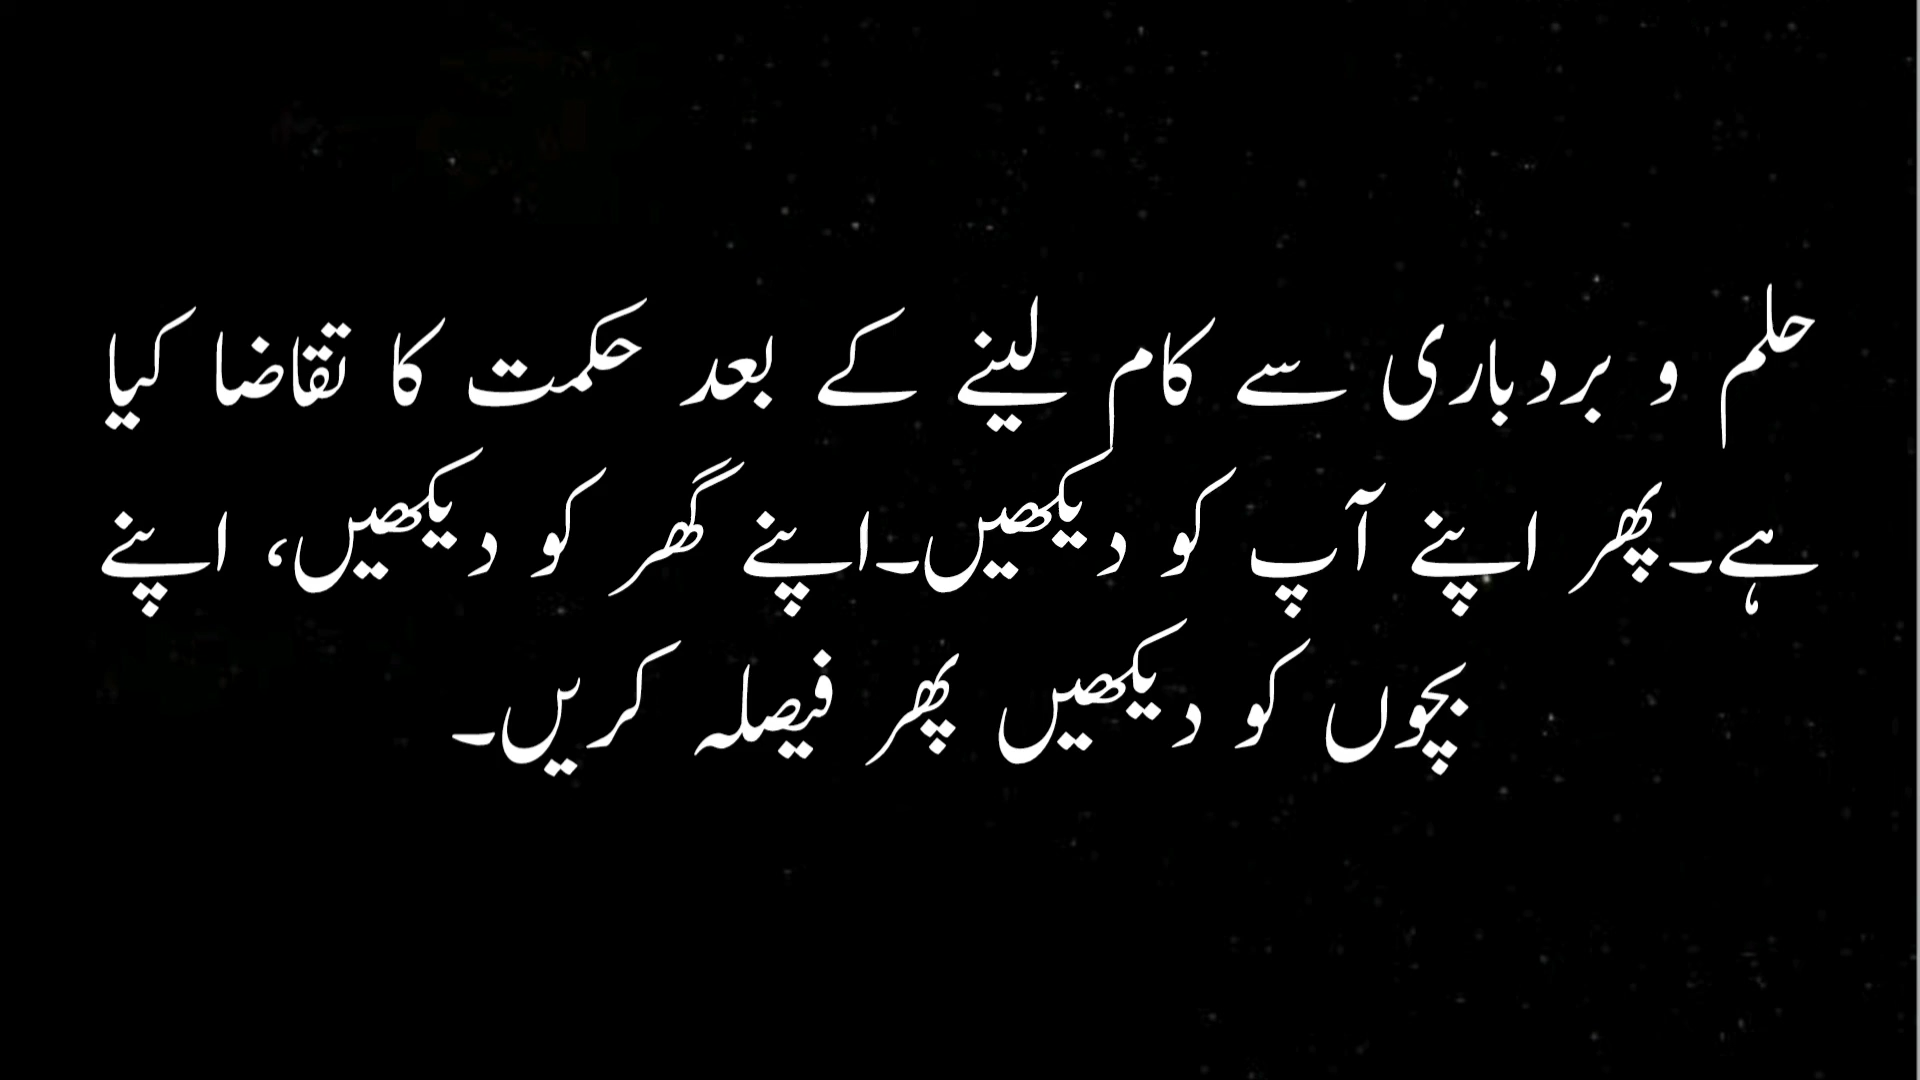 حلم و بردباری سے کام لینے کے بعد حکمت کا تقاضا کیا
ہے۔پھر اپنے آپ کو دیکھیں۔اپنے گھر کو دیکھیں، اپنے
بچوں کو دیکھیں پھر فیصلہ کریں۔